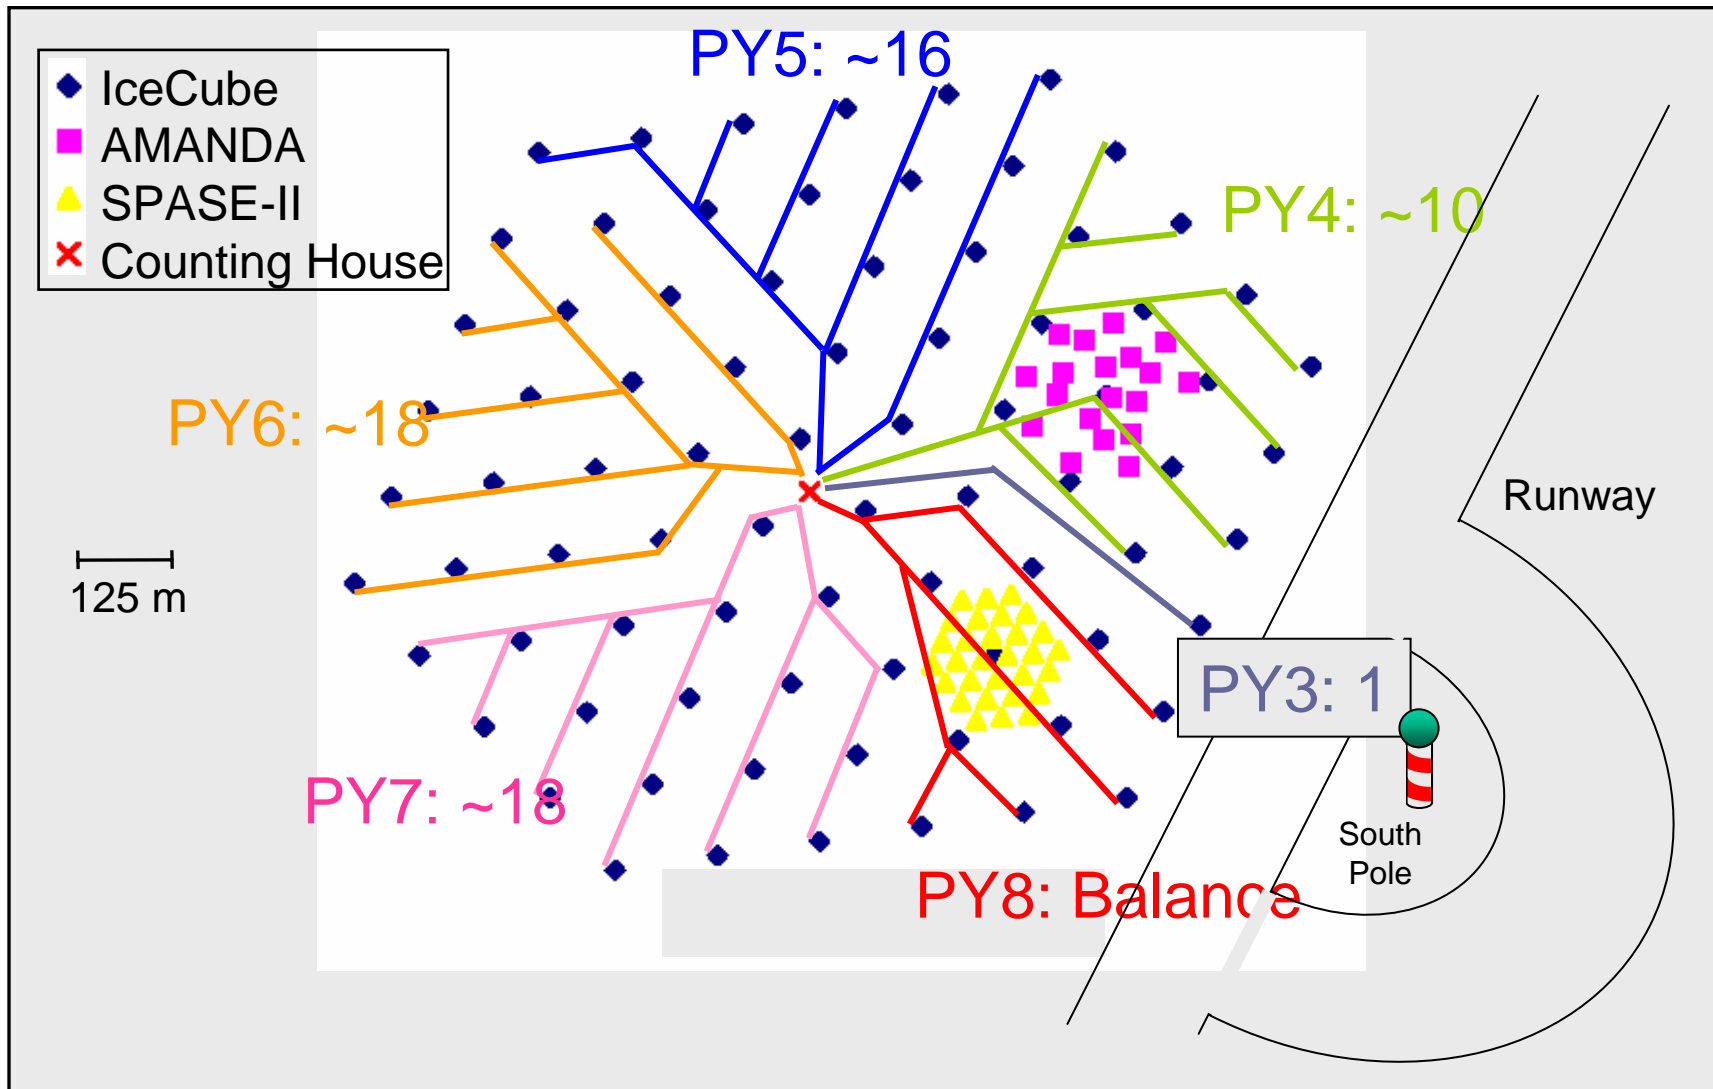 PY5: ~16
IceCube
AMANDA
SPASE-II
Counting House
PY4: ~10
PY6: ~18
Runway
125 m
PY3: 1
PY7: ~18
South
Pole
PY8: Balance